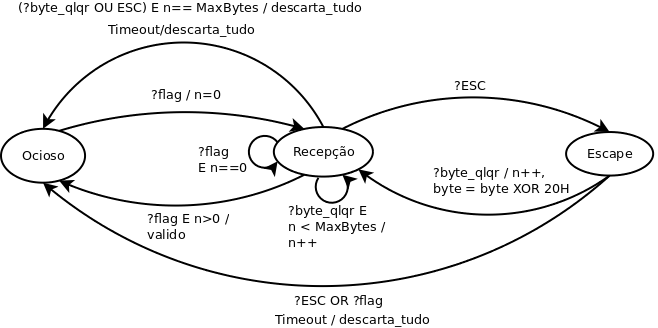 (?byte_qlqr OU ESC) E n== MaxBytes / descarta_tudo
Timeout/descarta_tudo
?ESC
?flag / n=0
?flag
E n==0
Ocioso
Recepção
Escape
?byte_qlqr / n++,
byte = byte XOR 20H
?flag E n>0 /
valido
?byte_qlqr E
n < MaxBytes /
n++
?ESC OR ?flag
Timeout / descarta_tudo